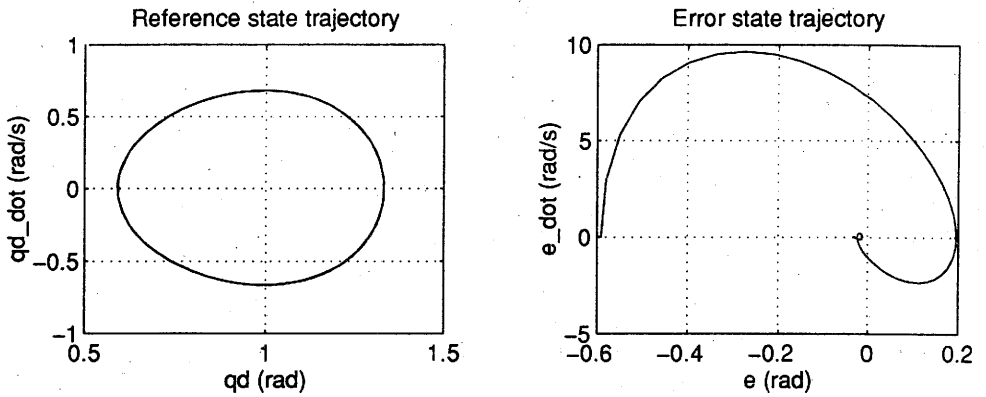 Reference state trajectory
1
0.5
0
−0.5
−1
0.5
1
1.5
qd_dot (rad/s)
qd (rad)
Error state trajectory
10
5
0
−5
−0.6
−0.4
−0.2
0
0.2
e_dot (rad/s)
e (rad)